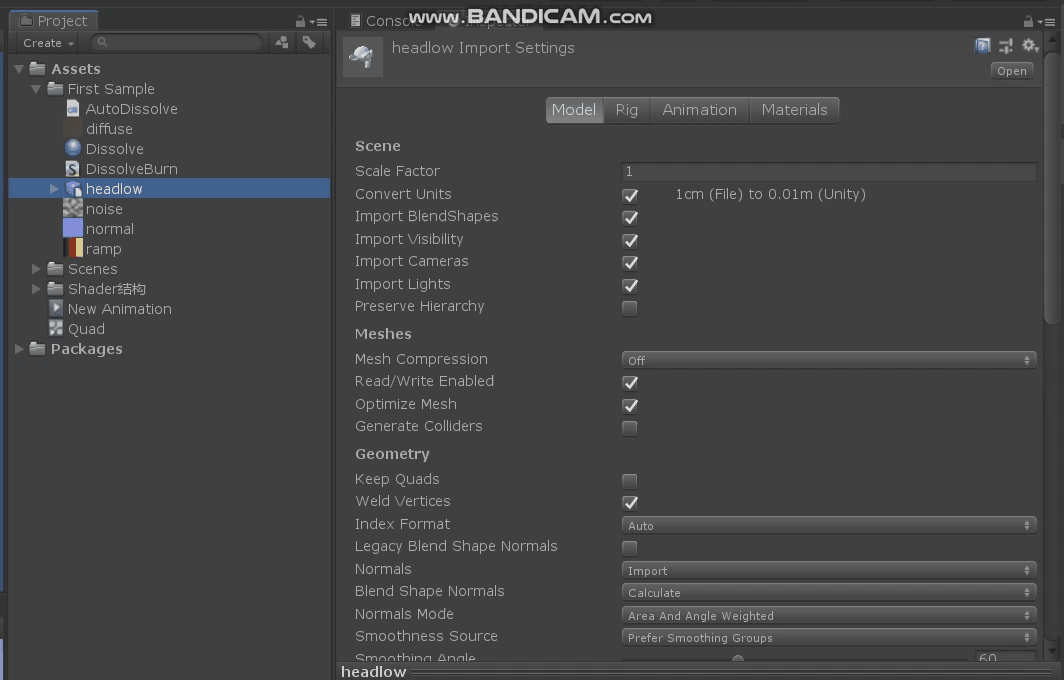 www.BANDICAM.com
Project
Create
Assets
First Sample
AutoDissolve
diffuse
Dissolve
DissolveBurn
headlow
noise
normal
ramp
Scenes
Shader结构
New Animation
Quad
Packages
Console
headlow Import Settings
Open
Model Rig Animation Materials
Scene
Scale Factor 1
Convert Units 1cm (File) to 0.01m (Unity)
Import BlendShapes
Import Visibility
Import Cameras
Import Lights
Preserve Hierarchy
Meshes
Mesh Compression Off
Read/Write Enabled
Optimize Mesh
Generate Colliders
Geometry
Keep Quads
Weld Vertices
Index Format Auto
Legacy Blend Shape Normals
Normals Import
Blend Shape Normals Calculate
Normals Mode Area And Angle Weighted
Smoothness Source Prefer Smoothing Groups
Smoothing Angle 60
headlow